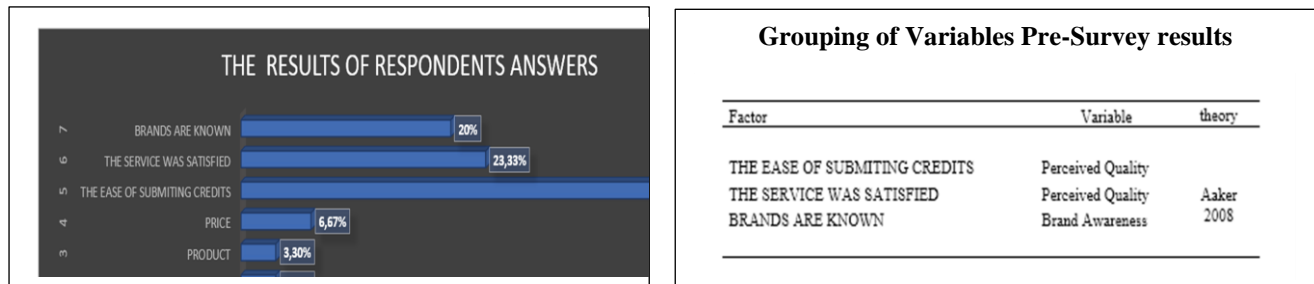 THE RESULTS OF RESPONDENTS ANSWERS
7 BRANDS ARE KNOWN 20%
6 THE SERVICE WAS SATISFIED 23,33%
5 THE EASE OF SUBMITING CREDITS
4 PRICE 6,67%
3 PRODUCT 3,30%
Grouping of Variables Pre-Survey results
Factor Variable theory
THE EASE OF SUBMITING CREDITS Perceived Quality
THE SERVICE WAS SATISFIED Perceived Quality Aaker
BRANDS ARE KNOWN Brand Awareness 2008